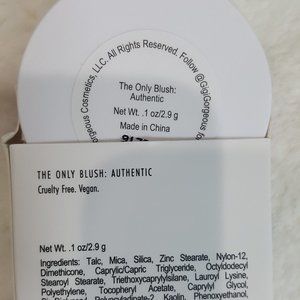 orgeous Cosmetics, LLC. All Rights Reserved. Follow @GigiGorgeous fo
The Only Blush:
Authentic
Net Wt. .1 oz/2.9 g
Made in China
THE ONLY BLUSH: AUTHENTIC
Cruelty Free. Vegan.
Net Wt. .1 oz/2.9 g
Ingredients: Talc, Mica, Silica, Zinc Stearate, Nylon-12,
Dimethicone, Caprylic/Capric Triglyceride, Octyldodecyl
Stearoyl Stearate, Triethoxycaprylylsilane, Lauroyl Lysine,
Polyethylene, Tocopheryl Acetate, Caprylyl Glycol,
Kaolin, Phenoxyethanol,